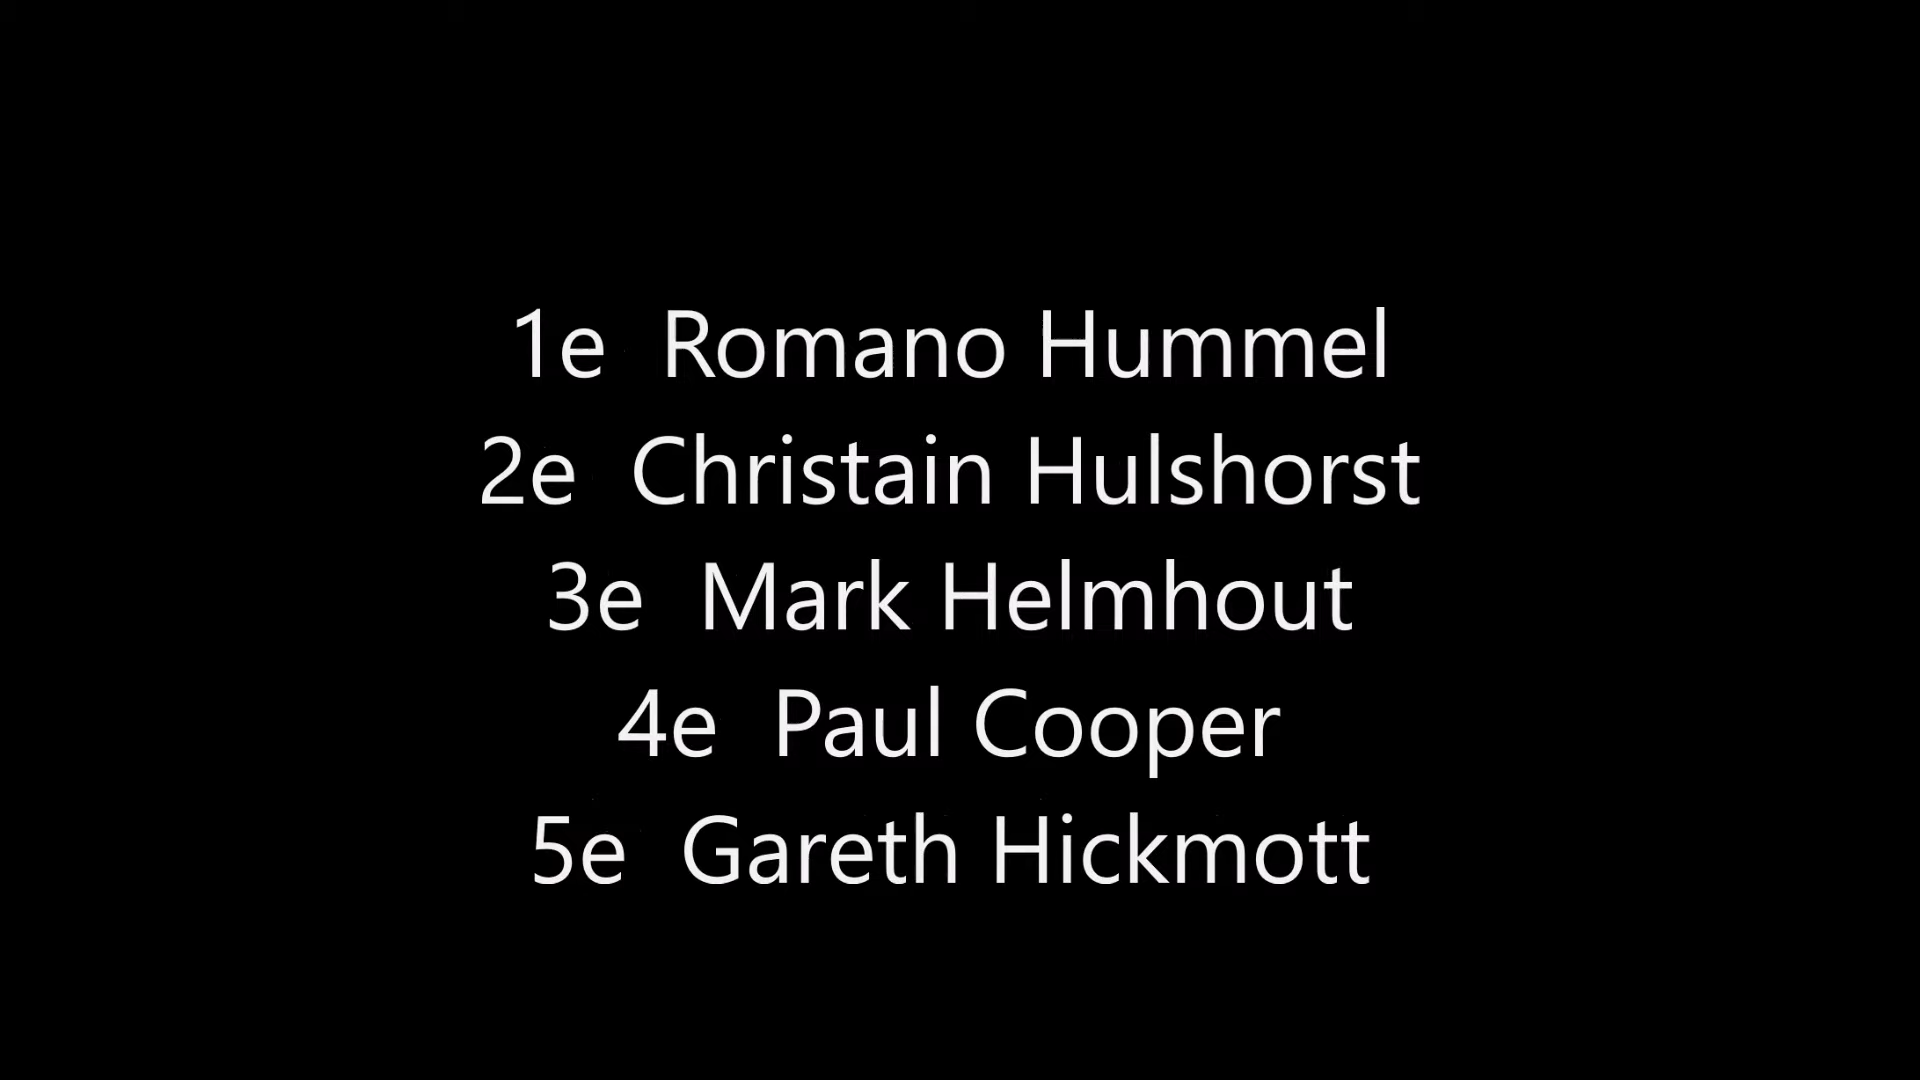 1e  Romano Hummel
2e  Christain Hulshorst
3e  Mark Helmhout
4e  Paul Cooper
5e  Gareth Hickmott